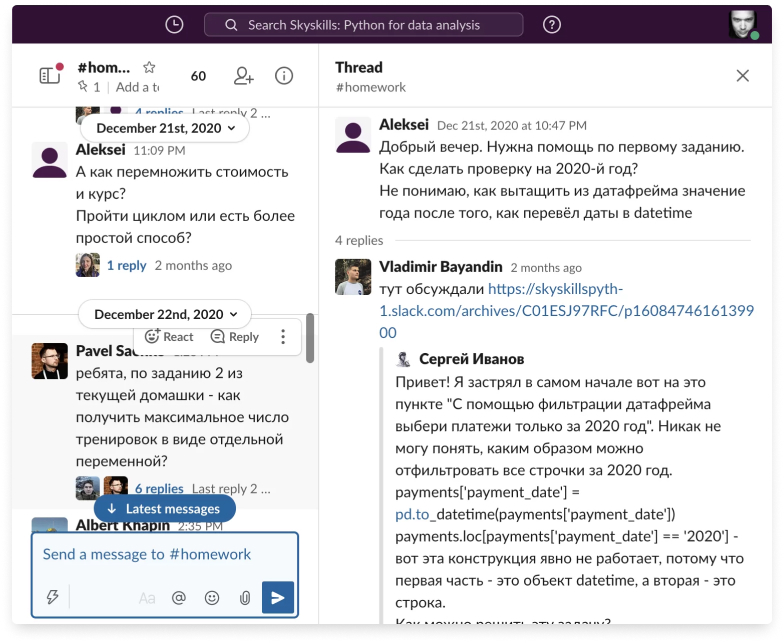 Search Skyskills: Python for data analysis
#hom...
60
1 | Add a to
4 replies Last reply 2 ...
December 21st, 2020
Aleksei 11:09 PM
А как перемножить стоимость
и курс?
Пройти циклом или есть более
простой способ?
1 reply 2 months ago
December 22nd, 2020
React Reply
Pavel
ребята, по заданию 2 из
текущей домашки - как
получить максимальное число
тренировок в виде отдельной
переменной?
6 replies Last reply 2 ...
Latest messages
Albert Khapin 2:35 PM
Send a message to #homework
Aa
Thread
#homework
Aleksei Dec 21st, 2020 at 10:47 PM
Добрый вечер. Нужна помощь по первому заданию.
Как сделать проверку на 2020-й год?
Не понимаю, как вытащить из датафрейма значение
года после того, как перевёл даты в datetime
4 replies
Vladimir Bayandin 2 months ago
тут обсуждали https://skyskillspyth-
1.slack.com/archives/C01ESJ97RFC/p16084746161399
00
Сергей Иванов
Привет! Я застрял в самом начале вот на это
пункте "С помощью фильтрации датафрейма
выбери платежи только за 2020 год". Никак не
могу понять, каким образом можно
отфильтровать все строчки за 2020 год.
payments['payment_date'] =
pd.to_datetime(payments['payment_date'])
payments.loc[payments['payment_date'] == '2020'] -
вот эта конструкция явно не работает, потому что
первая часть - это объект datetime, а вторая - это
строка.
Как можно решить эту задачу?